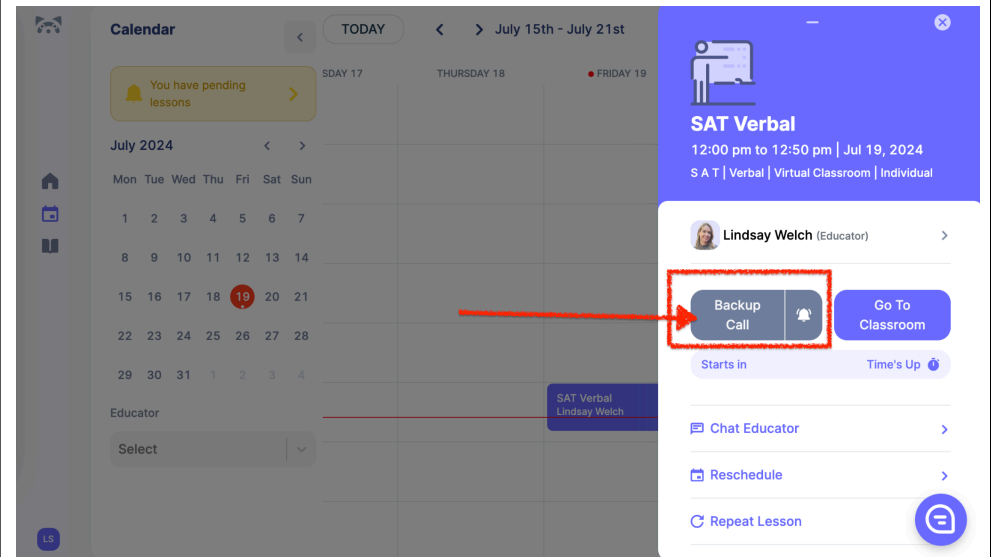 Calendar
You have pending
lessons
July 2024
Mon Tue Wed Thu Fri Sat Sun
1 2 3 4 5 6 7
8 9 10 11 12 13 14
15 16 17 18 19 20 21
22 23 24 25 26 27 28
29 30 31 1 2 3 4
Educator
Select
LS
TODAY
July 15th - July 21st
SDAY 17
THURSDAY 18
FRIDAY 19
SAT Verbal
Lindsay Welch
SAT Verbal
12:00 pm to 12:50 pm | Jul 19, 2024
S A T | Verbal | Virtual Classroom | Individual
Lindsay Welch (Educator)
Backup
Call
Go To
Classroom
Starts in
Time's Up
Chat Educator
Reschedule
Repeat Lesson